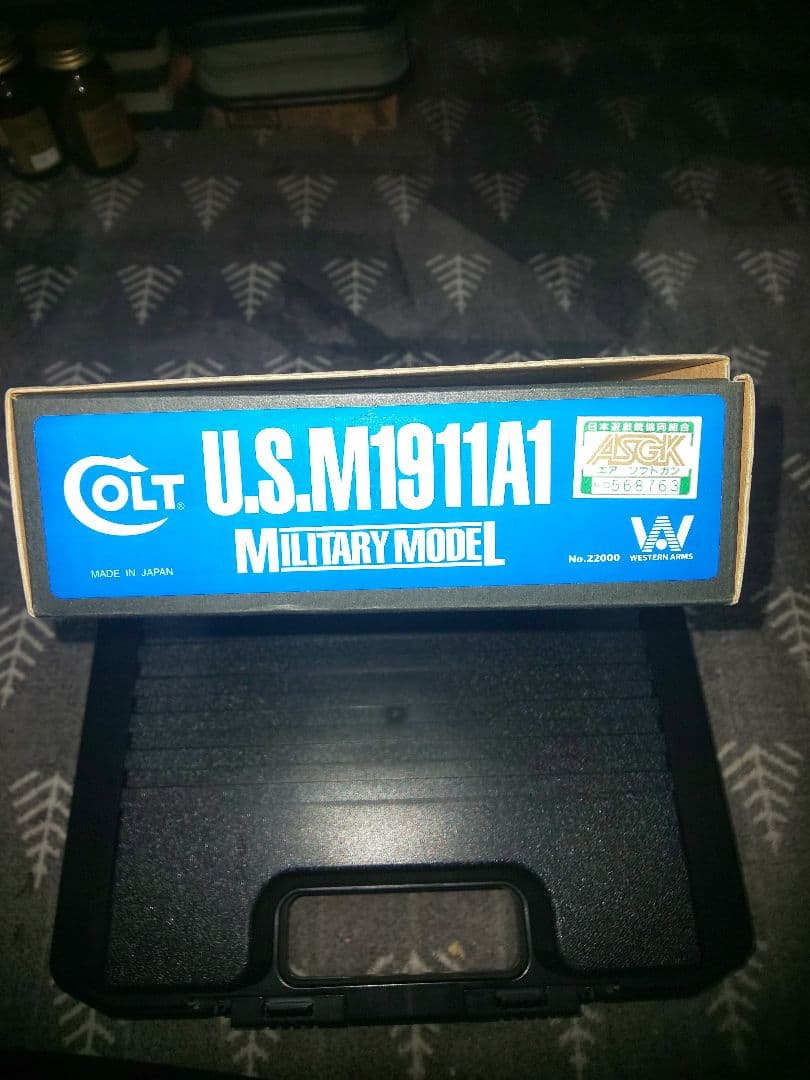 COLT®
U.S.M1911A1
MILITARY MODEL
MADE IN JAPAN
日本遊戯銃協同組合
ASGK
エアーソフトガン
568763
No.22000
WESTERN ARMS